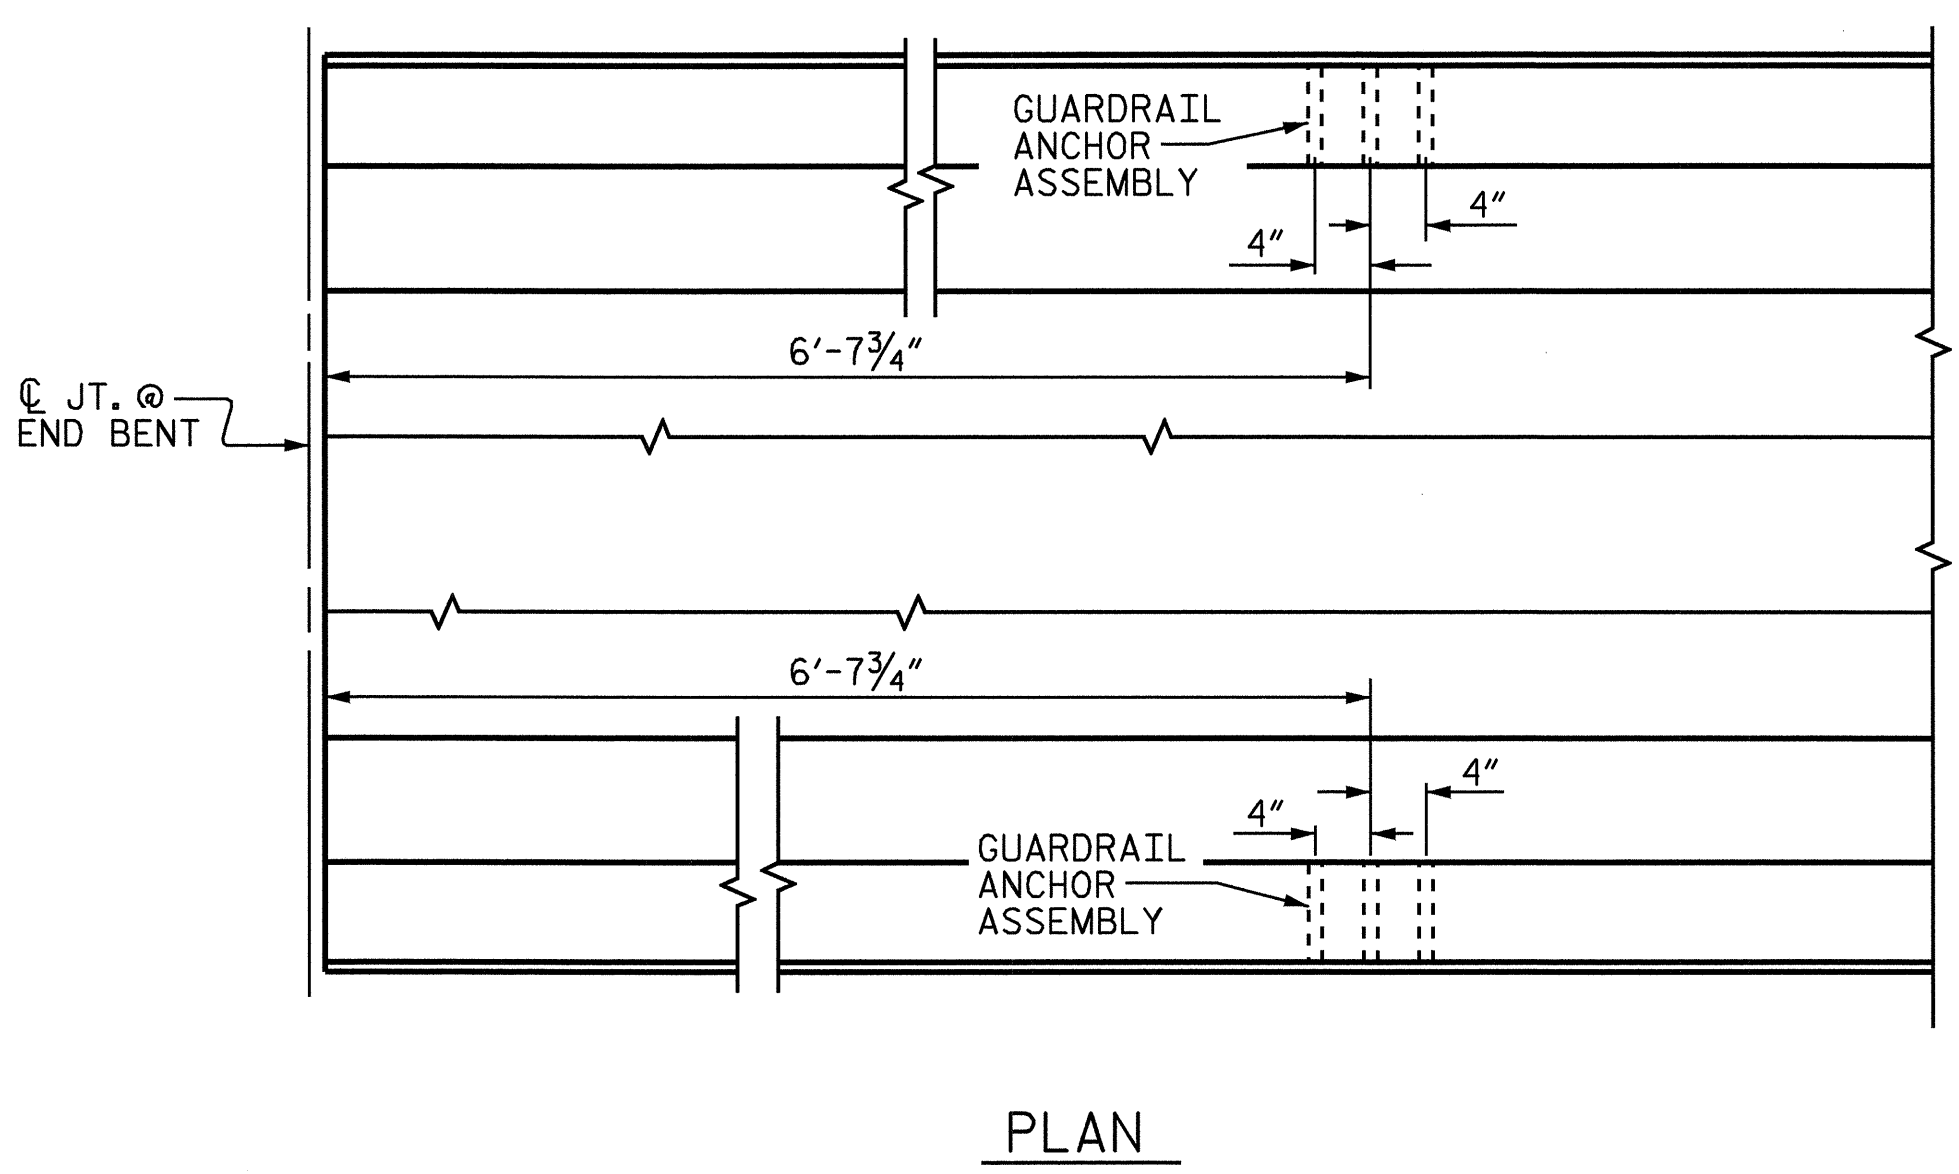 GUARDRAIL
ANCHOR
ASSEMBLY
4"
4"
6'-7¾"
℄ JT. @
END BENT
6'-7¾"
4"
4"
GUARDRAIL
ANCHOR
ASSEMBLY
PLAN